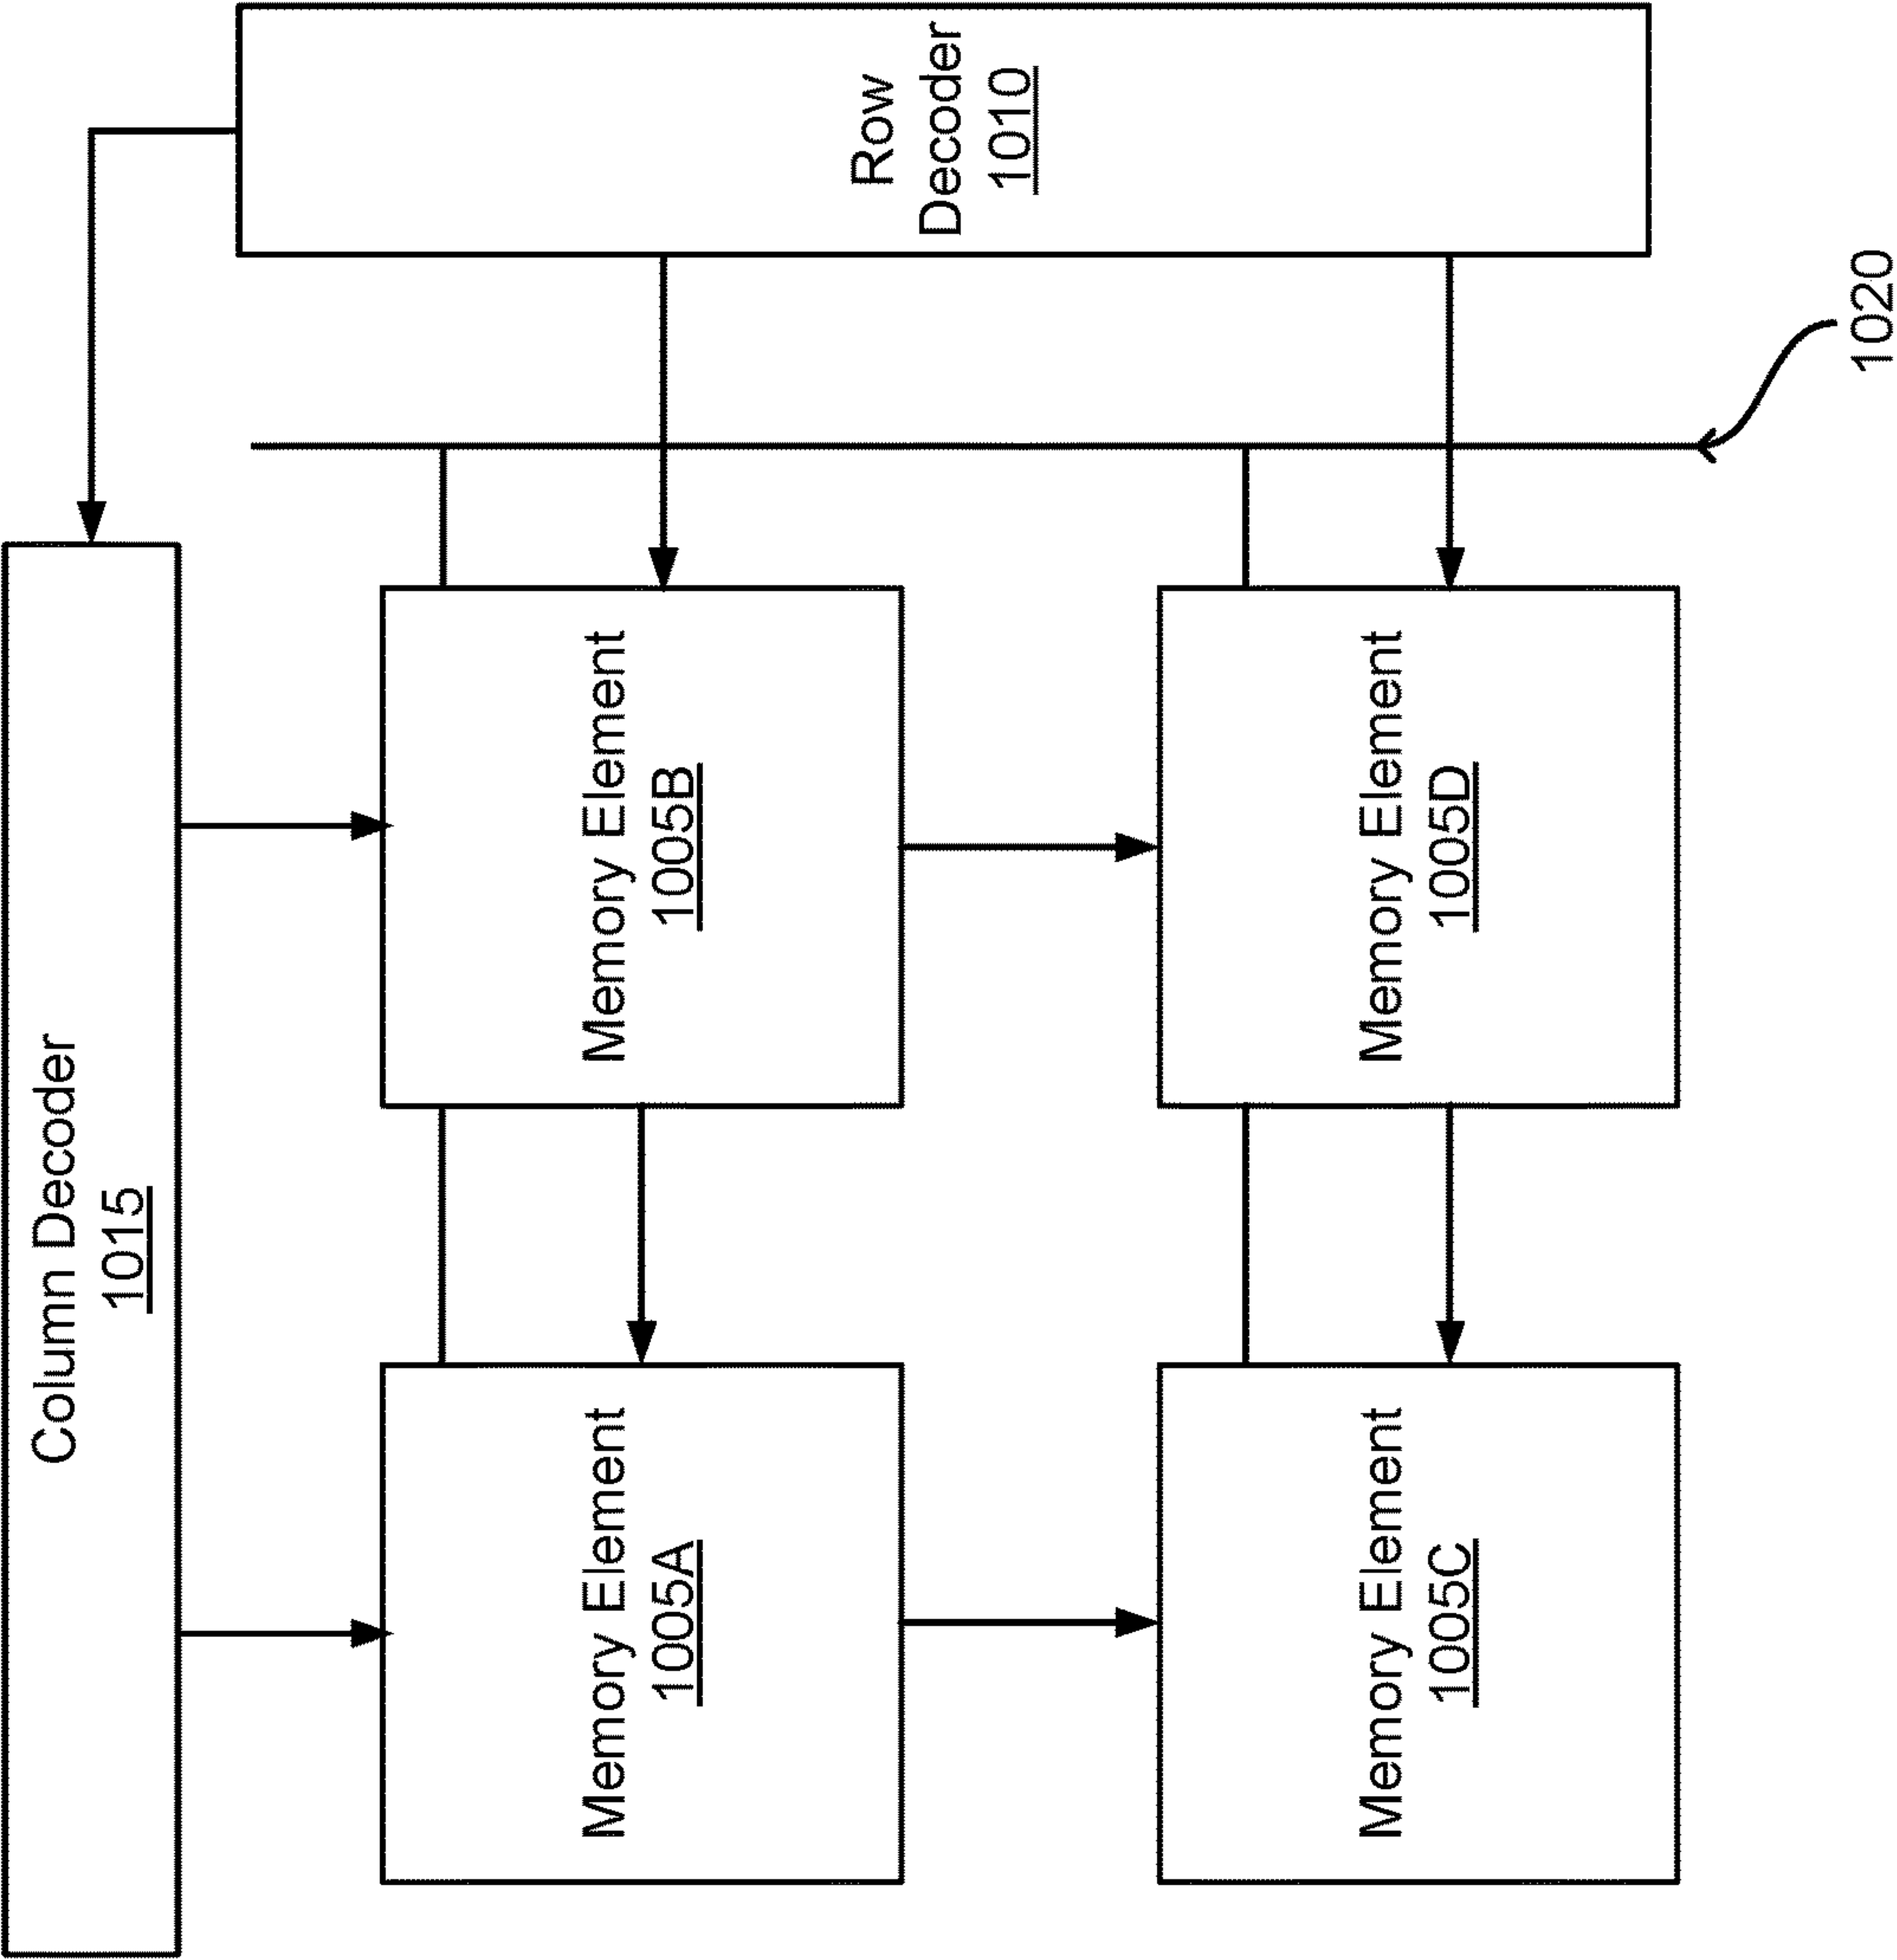 Column Decoder
1015
Memory Element
1005A
Memory Element
1005B
Memory Element
1005C
Memory Element
1005D
Row
Decoder
1010
1020